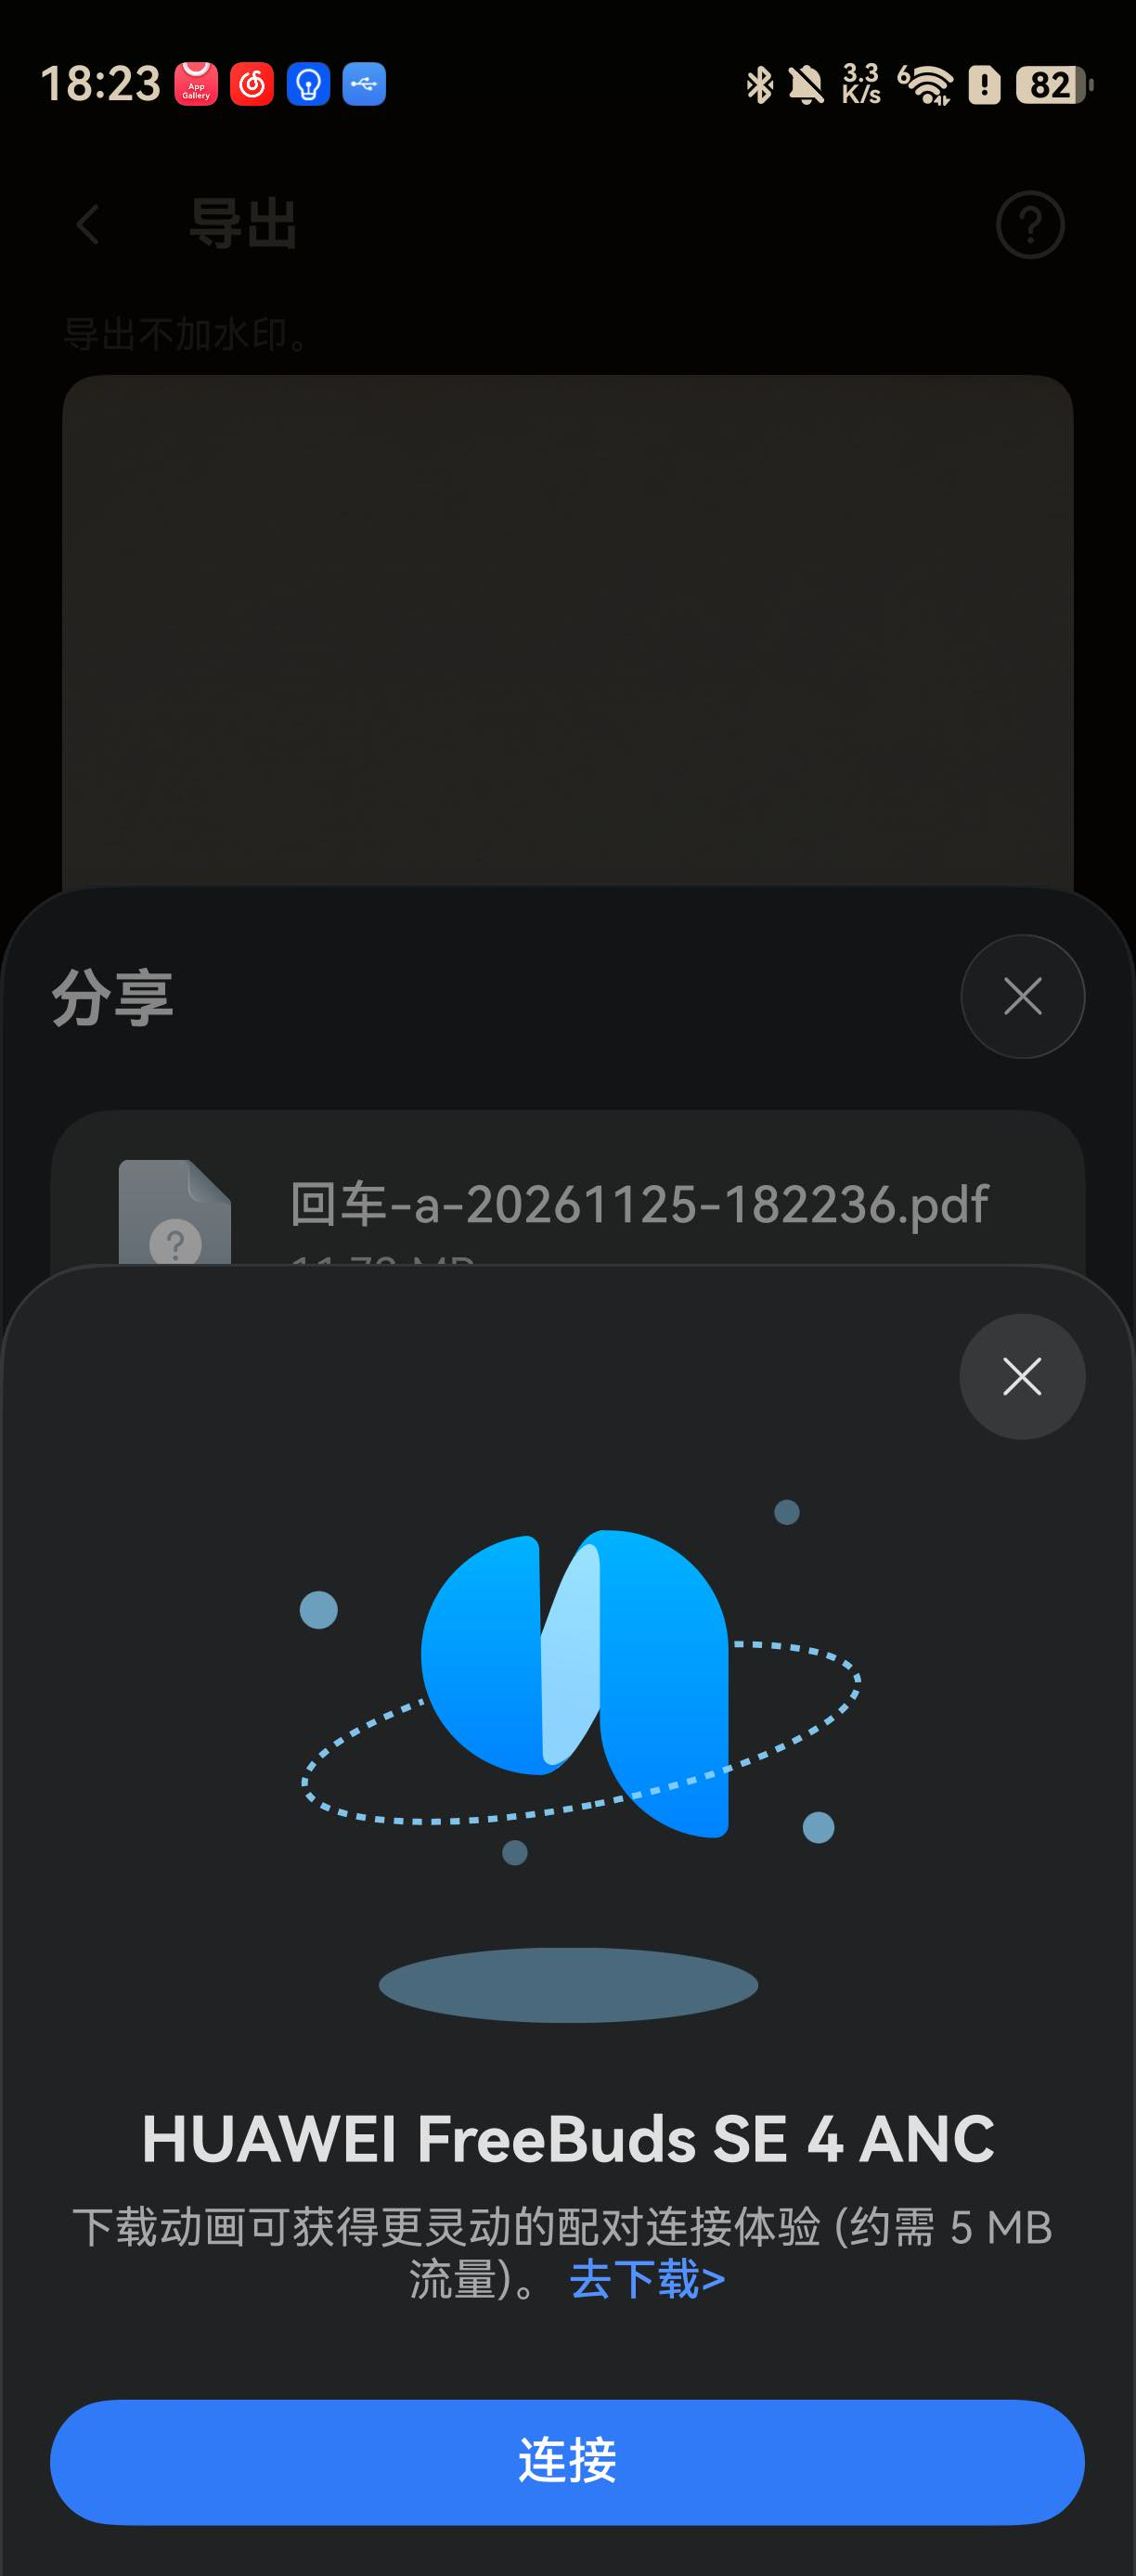 18:23
App
Gallery
3.3
K/s
6
82
导出
导出不加水印。
分享
回车-a-20261125-182236.pdf
HUAWEI FreeBuds SE 4 ANC
下载动画可获得更灵动的配对连接体验 (约需 5 MB
流量)。 去下载>
连接